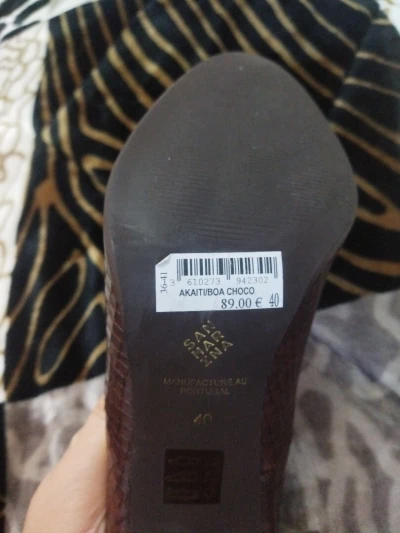 36-41
3 610273 942302
AKAITI/BOA CHOCO
89.00 € 40
SAN
MAR
INA
MANUFACTURE AU
PORTUGAL
40